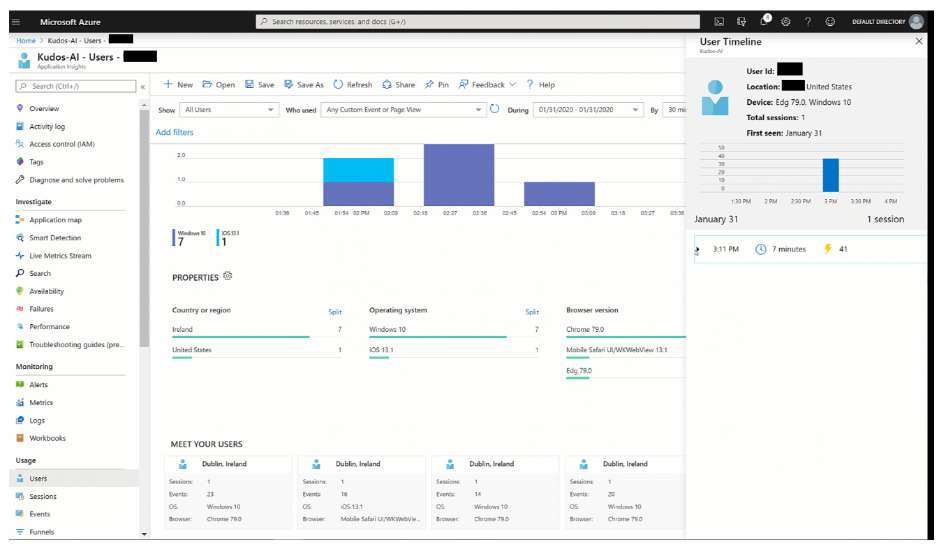 Microsoft Azure
Search resources, services, and docs (G+/)
4
DEFAULT DIRECTORY
Home > Kudos-AI - Users -
Kudos-AI - Users -
Application Insights
Search (Ctrl+/)
«
Overview
Activity log
Access control (IAM)
Tags
Diagnose and solve problems
Investigate
Application map
Smart Detection
Live Metrics Stream
Search
Availability
Failures
Performance
Troubleshooting guides (pre...
Monitoring
Alerts
Metrics
Logs
Workbooks
Usage
Users
Sessions
Events
Funnels
+ New Open Save Save As Refresh Share Pin Feedback ? Help
Show All Users Who used Any Custom Event or Page View During 01/31/2020 - 01/31/2020 By 30 mi
Add filters
2.0
1.0
0.0
01:36 01:45 01:54 02 PM 02:09 02:18 02:27 02:36 02:45 02:54 03 PM 03:09 03:18 03:27 03:36
Windows 10
7
iOS 13.1
1
PROPERTIES
Country or region Split
Ireland 7
United States 1
Operating system Split
Windows 10 7
iOS 13.1 1
Browser version
Chrome 79.0
Mobile Safari UI/WKWebView 13.1
Edg 79.0
MEET YOUR USERS
Dublin, Ireland
Sessions: 1
Events: 23
OS: Windows 10
Browser: Chrome 79.0
Dublin, Ireland
Sessions: 1
Events: 16
OS: iOS 13.1
Browser: Mobile Safari UI/WKWebVie...
Dublin, Ireland
Sessions: 1
Events: 14
OS: Windows 10
Browser: Chrome 79.0
Dublin, Ireland
Sessions: 1
Events: 20
OS: Windows 10
Browser: Chrome 79.0
User Timeline
Kudos-AI
User Id:
Location: United States
Device: Edg 79.0, Windows 10
Total sessions: 1
First seen: January 31
50
40
30
20
10
0
1:30 PM 2 PM 2:30 PM 3 PM 3:30 PM 4 PM
January 31 1 session
3:11 PM 7 minutes 41